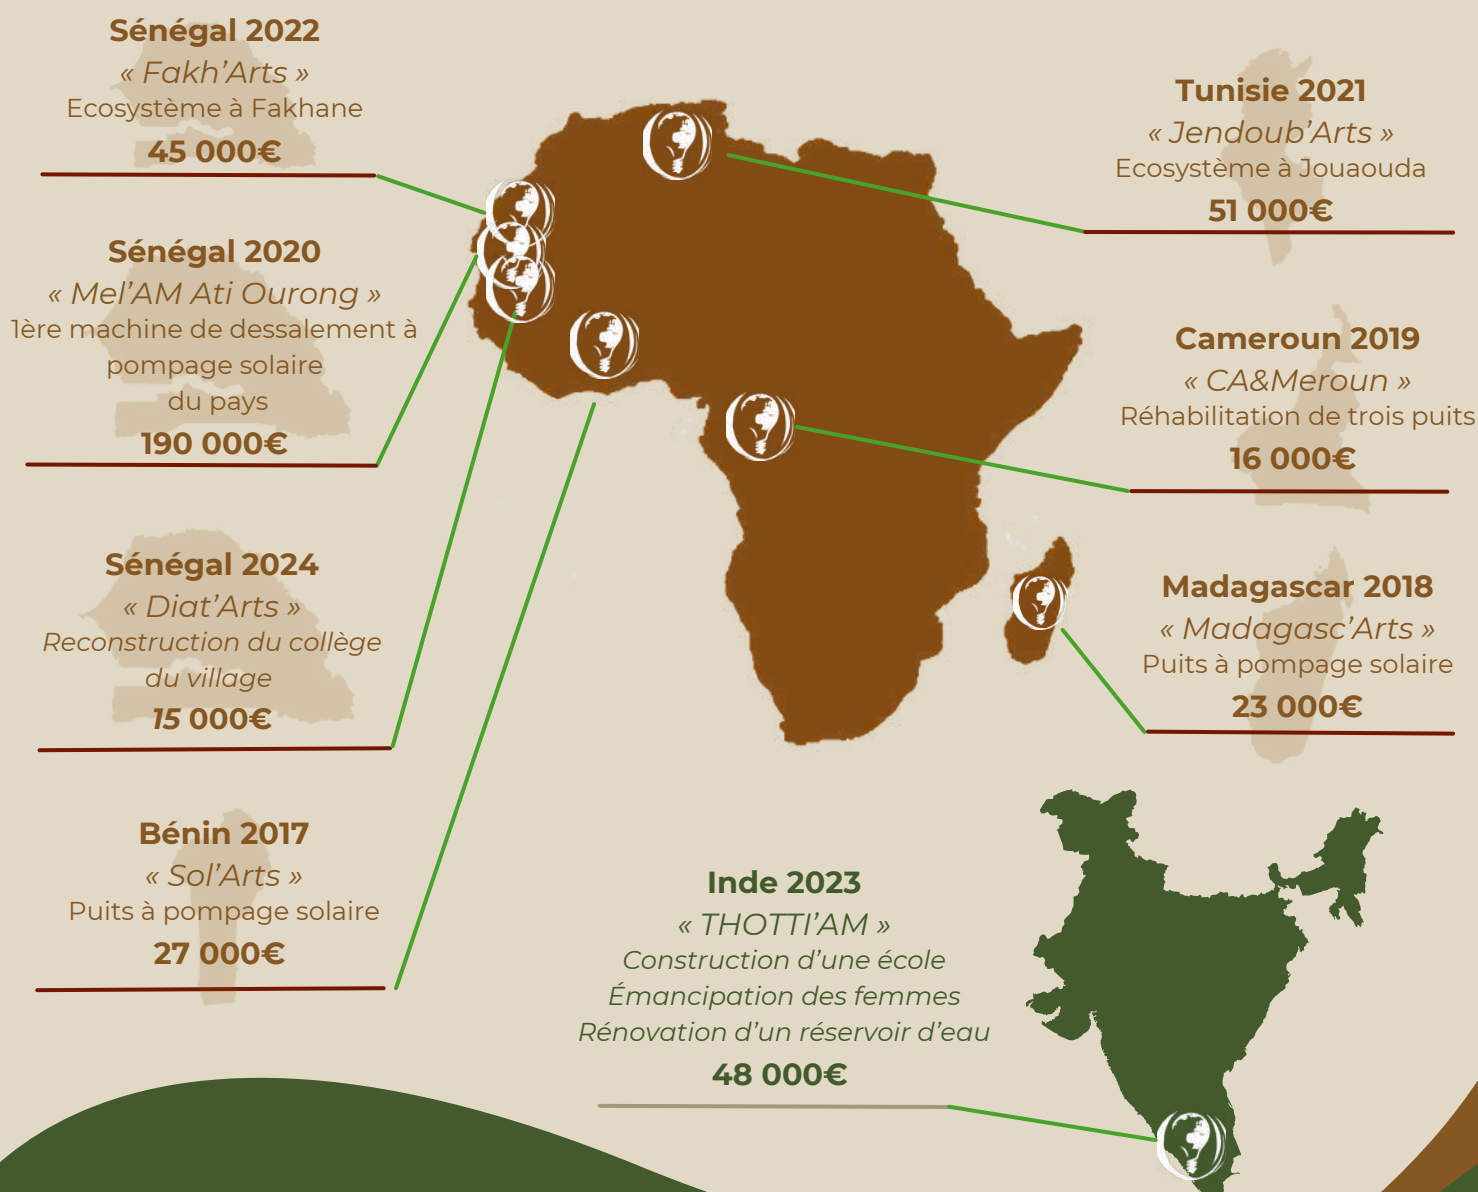 Sénégal 2022
« Fakh'Arts »
Ecosystème à Fakhane
45 000€
Sénégal 2020
« Mel'AM Ati Ourong »
1ère machine de dessalement à
pompage solaire
du pays
190 000€
Sénégal 2024
« Diat'Arts »
Reconstruction du collège
du village
15 000€
Bénin 2017
« Sol'Arts »
Puits à pompage solaire
27 000€
Tunisie 2021
« Jendoub'Arts »
Ecosystème à Jouaouda
51 000€
Cameroun 2019
« CA&Meroun »
Réhabilitation de trois puits
16 000€
Madagascar 2018
« Madagasc'Arts »
Puits à pompage solaire
23 000€
Inde 2023
« THOTTI'AM »
Construction d'une école
Émancipation des femmes
Rénovation d'un réservoir d'eau
48 000€